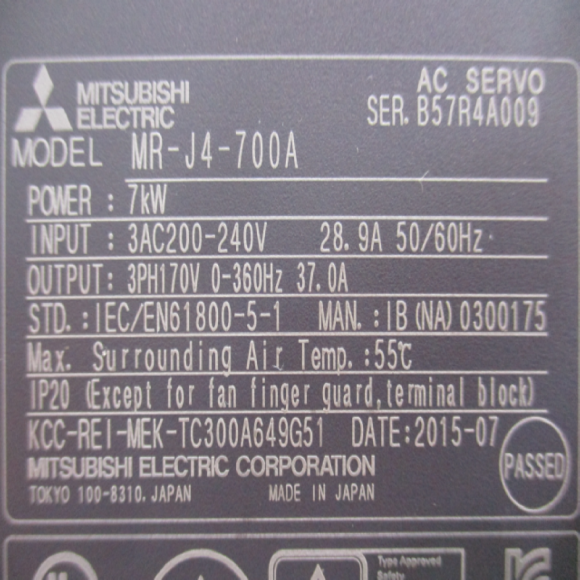 MITSUBISHI
ELECTRIC
AC SERVO
SER. B57R4A009
MODEL MR-J4-700A
POWER : 7kW
INPUT : 3AC200-240V 28.9A 50/60Hz
OUTPUT: 3PH170V 0-360Hz 37.0A
STD.:IEC/EN61800-5-1 MAN.:IB(NA)0300175
Max. Surrounding Air Temp.:55℃
IP20 (Except for fan finger guard,terminal block)
KCC-REI-MEK-TC300A649G51 DATE:2015-07
MITSUBISHI ELECTRIC CORPORATION
PASSED
TOKYO 100-8310, JAPAN MADE IN JAPAN
Type Approved
Safety